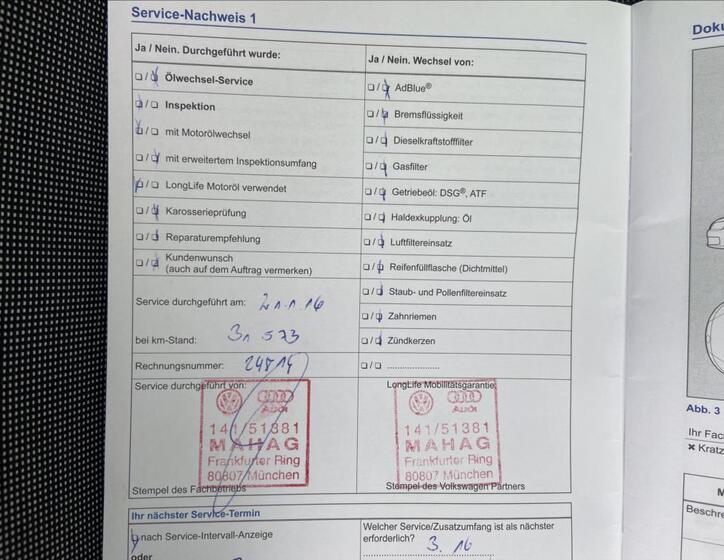 Service-Nachweis 1
Ja / Nein. Durchgeführt wurde:
Ölwechsel-Service
Inspektion
mit Motorölwechsel
mit erweitertem Inspektionsumfang
LongLife Motoröl verwendet
Karosserieprüfung
Reparaturempfehlung
Kundenwunsch
(auch auf dem Auftrag vermerken)
Service durchgeführt am: 21.1.16
bei km-Stand: 31 573
Rechnungsnummer:
Service durchgeführt von:
AUDI
141/51381
MAHAG
Frankfurter Ring
80807 München
Stempel des Fachbetriebs
Ja / Nein. Wechsel von:
AdBlue®
Bremsflüssigkeit
Dieselkraftstofffilter
Gasfilter
Getriebeöl: DSG®, ATF
Haldexkupplung: Öl
Luftfiltereinsatz
Reifenfüllflasche (Dichtmittel)
Staub- und Pollenfiltereinsatz
Zahnriemen
Zündkerzen
LongLife Mobilitätsgarantie:
AUDI
141/51381
MAHAG
Frankfurter Ring
80807 München
Stempel des Volkswagen Partners
Ihr nächster Service-Termin
nach Service-Intervall-Anzeige
oder
Welcher Service/Zusatzumfang ist als nächster
erforderlich? 3. 16
Doku
Abb. 3
Ihr Fac
× Kratz
M
Beschre